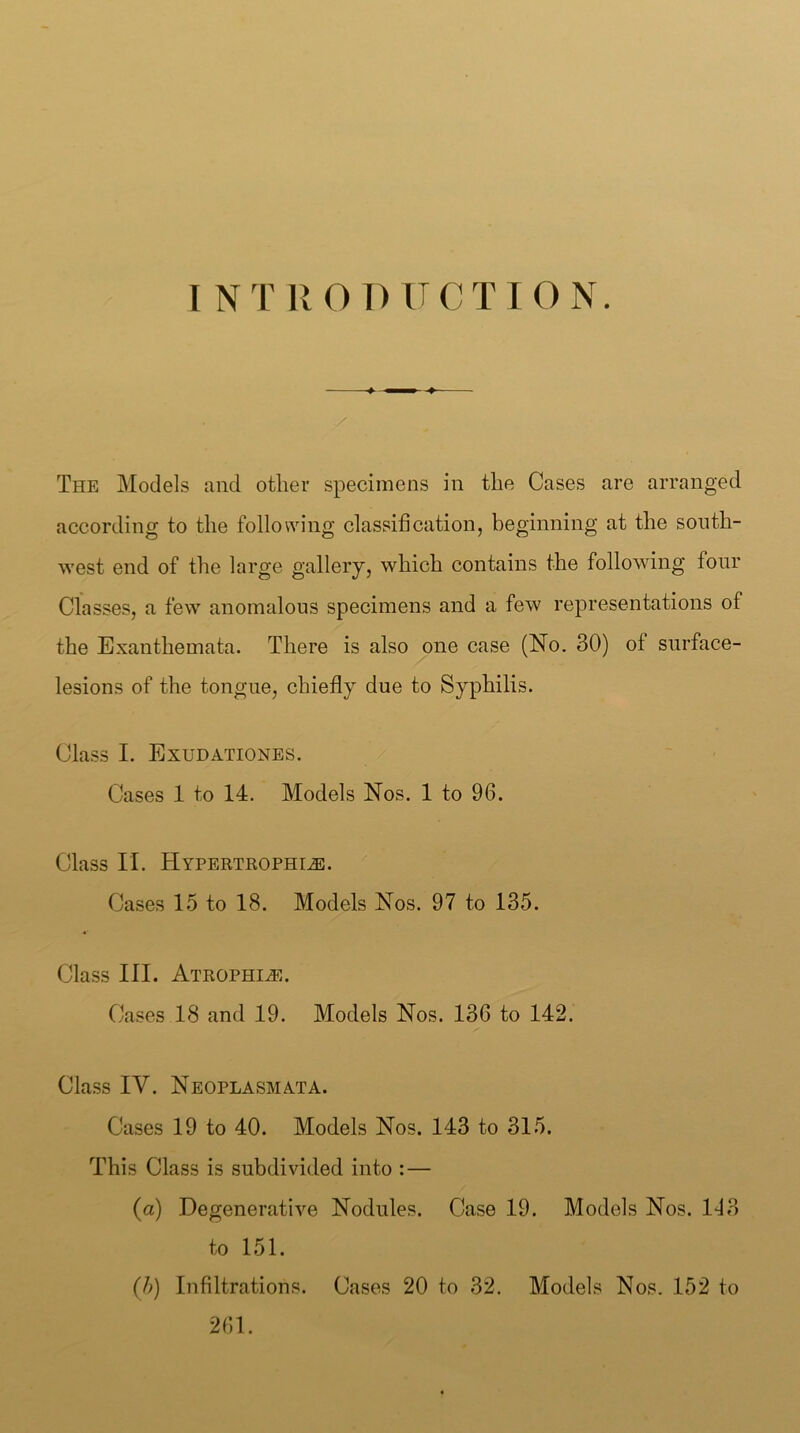 INTRODUCTION.
The Models and other specimens in the Cases are arranged
according to the following classification, beginning at the south-
west end of the large gallery, which contains the following four
Classes, a few anomalous specimens and a few representations of
the Exanthemata. There is also one case (No. 30) of surface-
lesions of the tongue, chiefly due to Syphilis.
Class I. Exudationes.
Cases 1 to 14. Models Nos. 1 to 96.
Class II. Hypertrophiæ.
Cases 15 to 18. Models Nos. 97 to 135.
Class III. Atrophiæ.
Cases 18 and 19. Models Nos. 136 to 142.
Class IV. Neoplasmata.
Cases 19 to 40. Models Nos. 143 to 315.
This Class is subdivided into :—
(a) Degenerative Nodules. Case 19. Models Nos. 143
to 151.
(b) Infiltrations. Cases 20 to 32. Models Nos. 152 to
261.